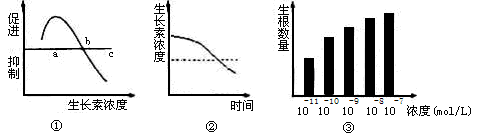 促进
抑制
a
b
c
生长素浓度
①
生长素浓度
时间
②
生根数量
10⁻¹¹ 10⁻¹⁰ 10⁻⁹ 10⁻⁸ 10⁻⁷ 浓度(mol/L)
③